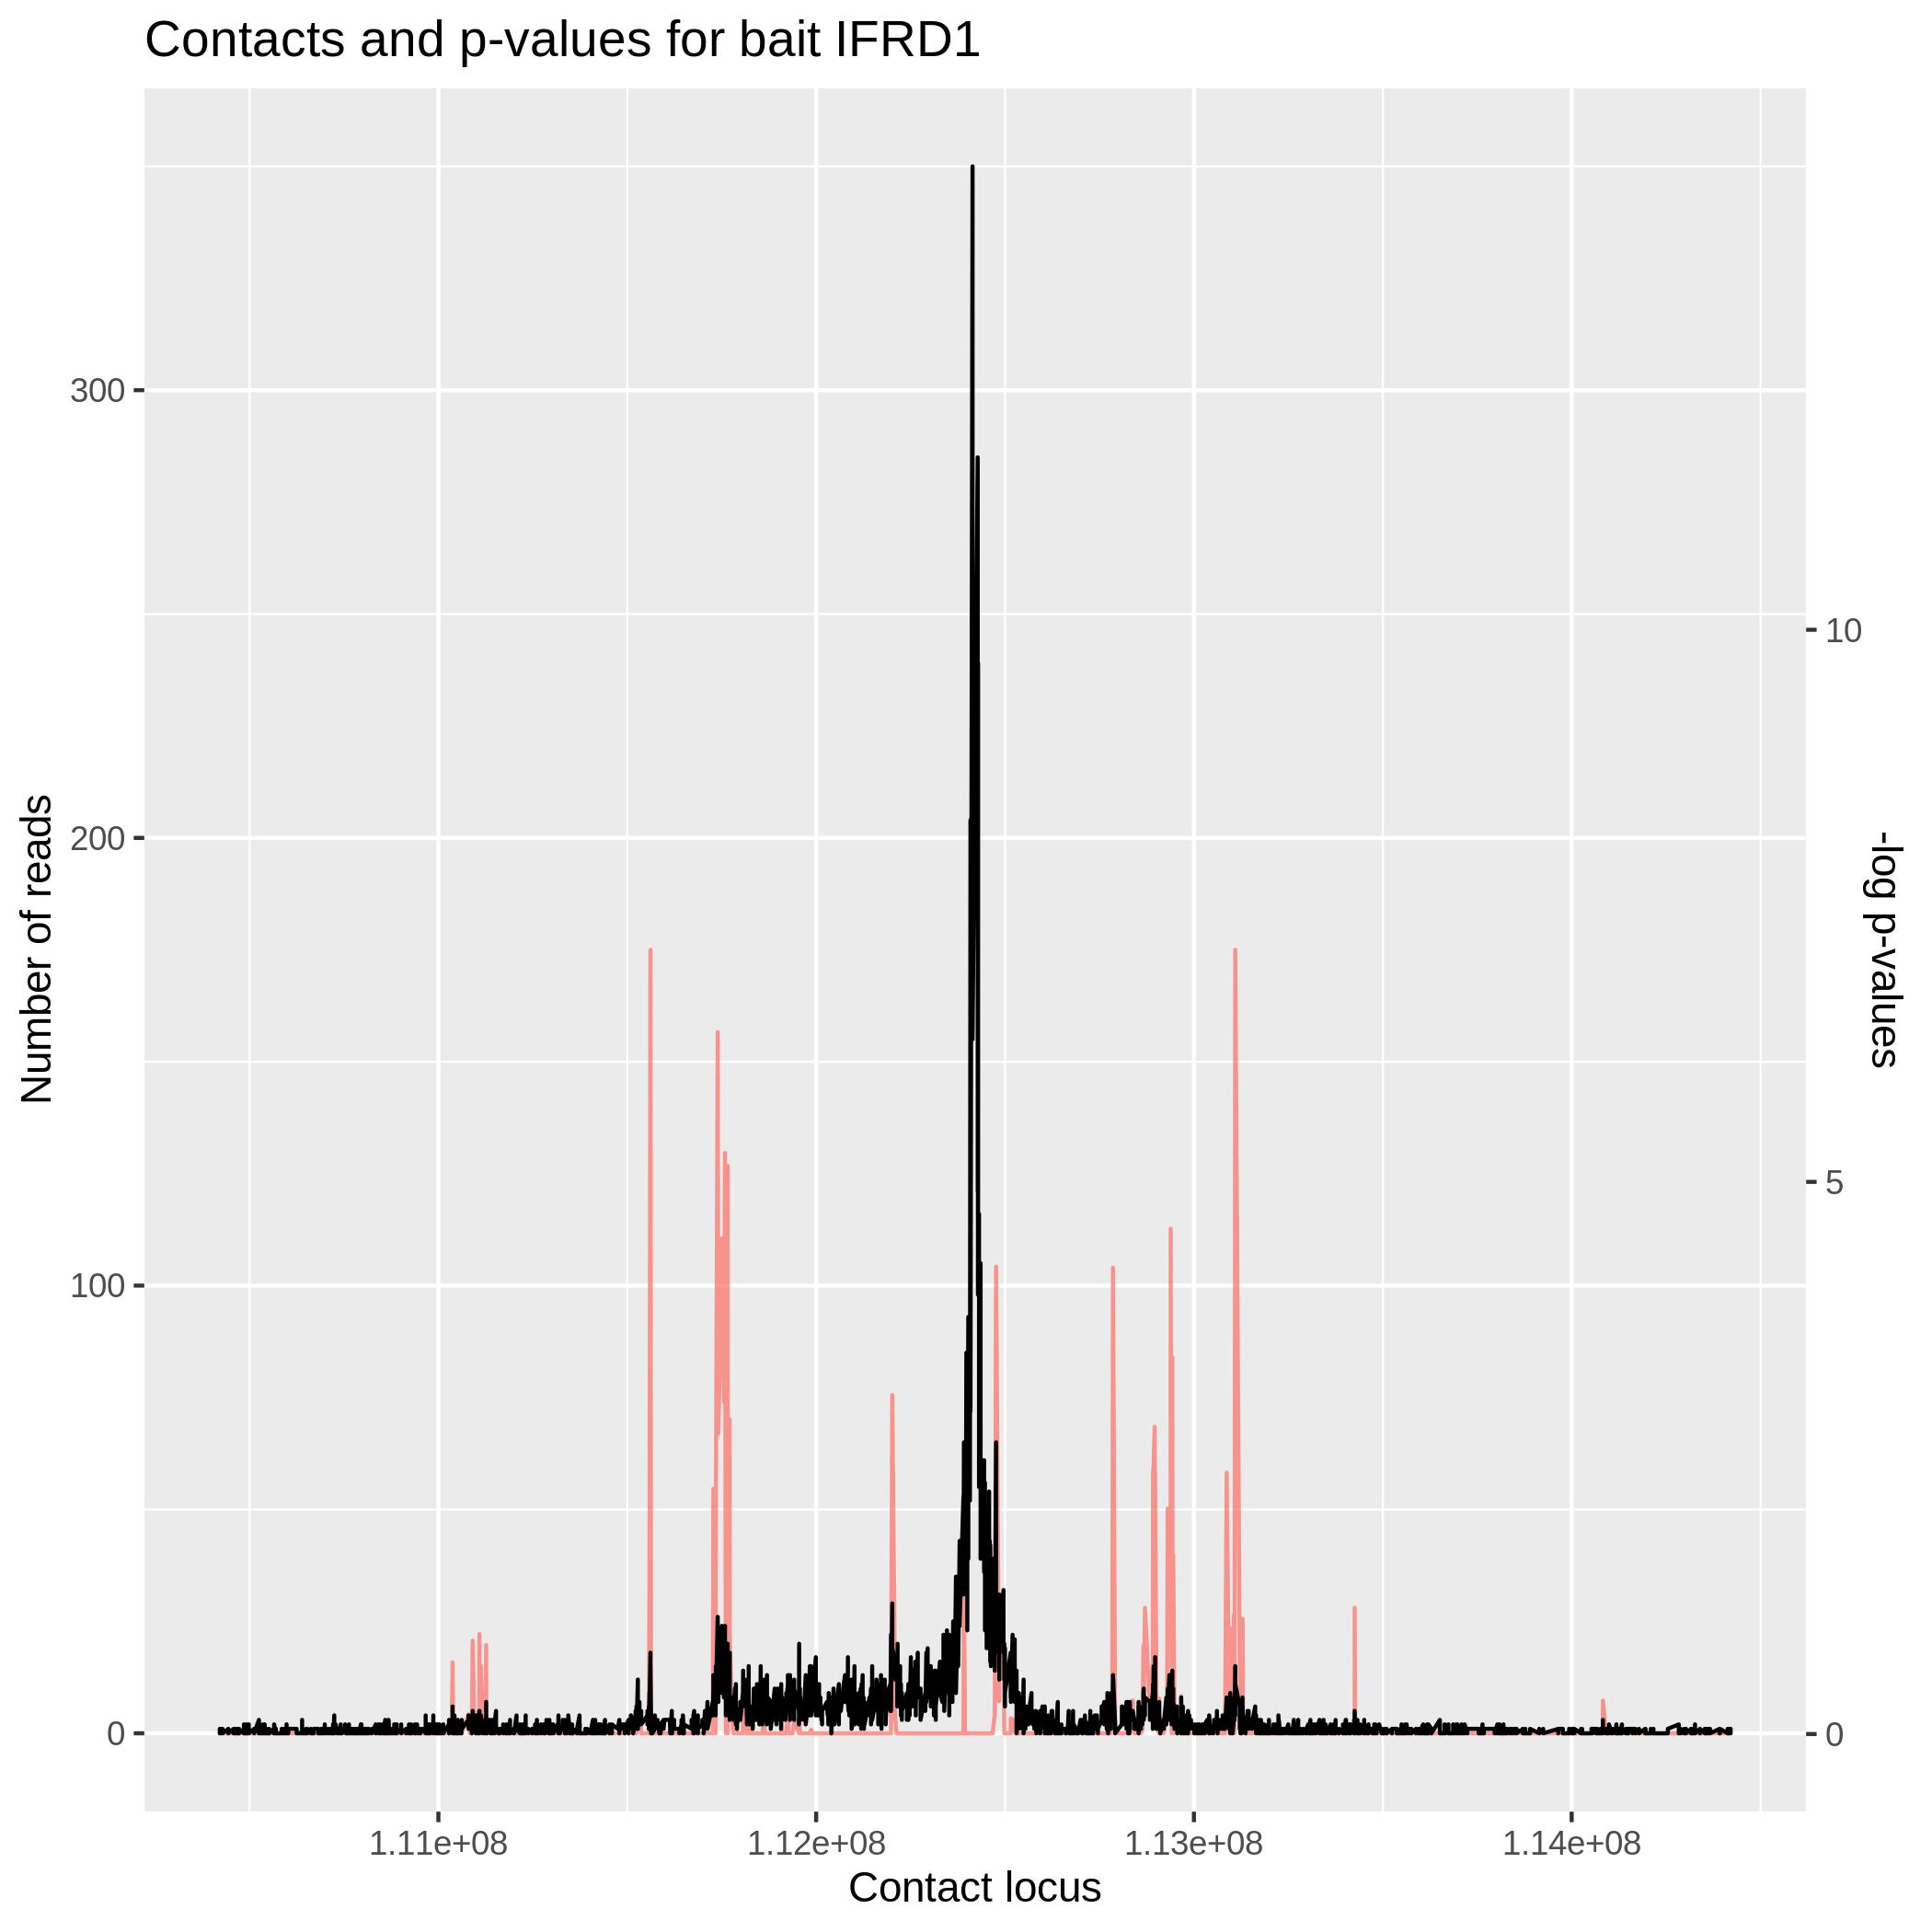 Contacts and p-values for bait IFRD1
Number of reads
300
200
100
0
-log p-values
10
5
0
1.11e+08
1.12e+08
1.13e+08
1.14e+08
Contact locus